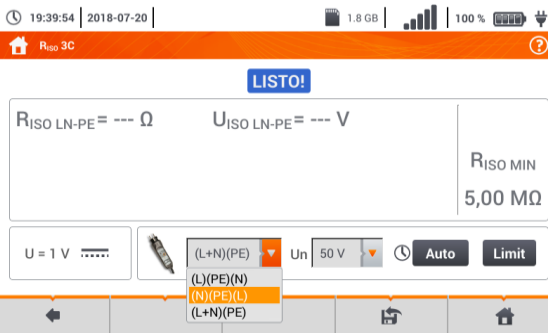 19:39:54 2018-07-20 1.8 GB 100 %
RISO 3C ?
LISTO!
RISO LN-PE= --- Ω UISO LN-PE= --- V
RISO MIN
5,00 MΩ
U = 1 V (L+N)(PE) Un 50 V Auto Limit
(L)(PE)(N)
(N)(PE)(L)
(L+N)(PE)